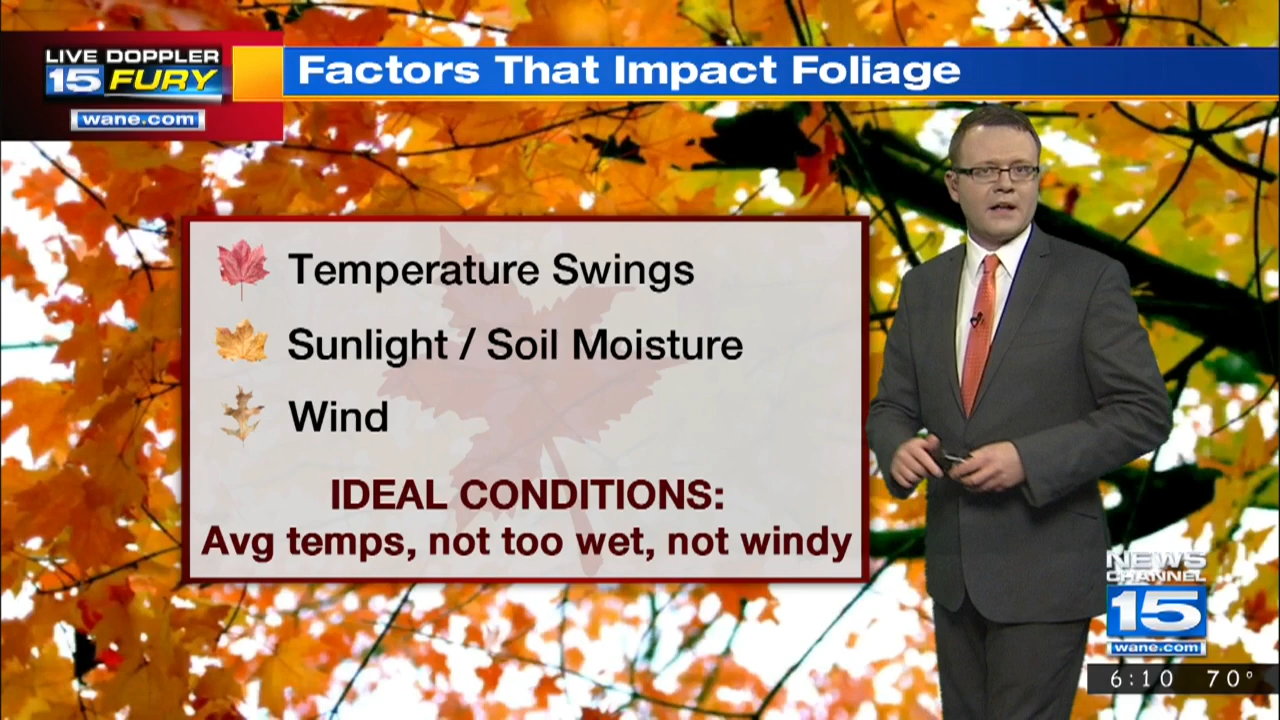 LIVE DOPPLER
15 FURY
wane.com
Factors That Impact Foliage
Temperature Swings
Sunlight / Soil Moisture
Wind
IDEAL CONDITIONS:
Avg temps, not too wet, not windy
NEWS
CHANNEL
15
wane.com
6:10 70°